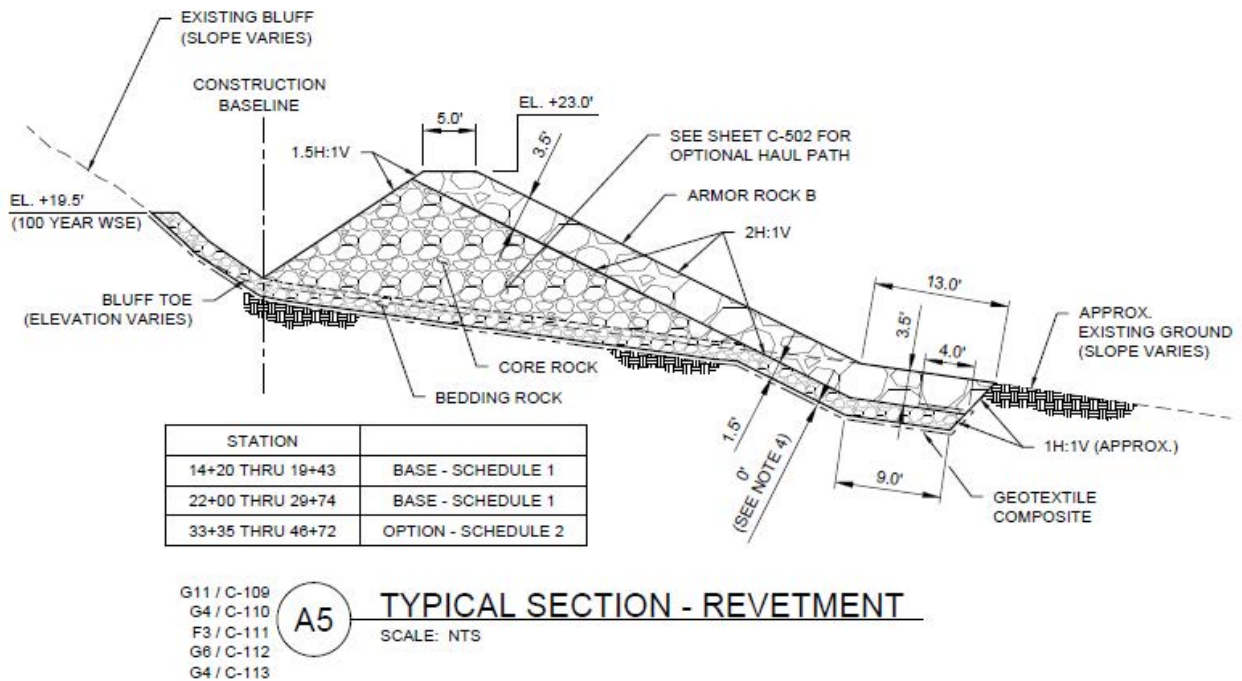 EXISTING BLUFF
(SLOPE VARIES)
CONSTRUCTION
BASELINE
5.0'
EL. +23.0'
3.5'
1.5H:1V
SEE SHEET C-502 FOR
OPTIONAL HAUL PATH
ARMOR ROCK B
EL. +19.5'
(100 YEAR WSE)
2H:1V
13.0'
BLUFF TOE
(ELEVATION VARIES)
3.5'
4.0'
APPROX.
EXISTING GROUND
(SLOPE VARIES)
CORE ROCK
BEDDING ROCK
1.5'
0'
(SEE NOTE 4)
1H:1V (APPROX.)
9.0'
GEOTEXTILE
COMPOSITE
STATION
14+20 THRU 19+43 BASE - SCHEDULE 1
22+00 THRU 29+74 BASE - SCHEDULE 1
33+35 THRU 46+72 OPTION - SCHEDULE 2
G11 / C-109
G4 / C-110
F3 / C-111
G6 / C-112
G4 / C-113
A5
TYPICAL SECTION - REVETMENT
SCALE: NTS